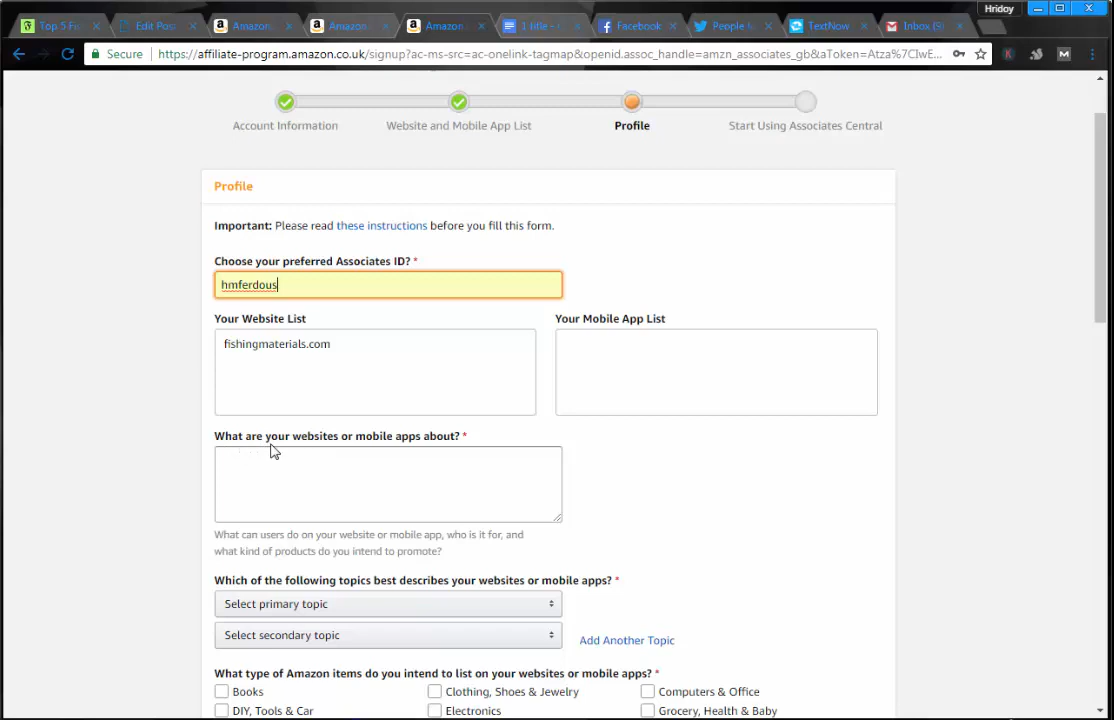 Hridoy
Top 5 Fi
Edit Pos
Amazon
Amazon
Amazon
1 title -
Facebook
People
TextNow
Inbox (5)
Secure
https://affiliate-program.amazon.co.uk/signup?ac-ms-src=ac-onelink-tagmap&openid.assoc_handle=amzn_associates_gb&aToken=Atza%7CIwE...
Account Information
Website and Mobile App List
Profile
Start Using Associates Central
Profile
Important: Please read these instructions before you fill this form.
Choose your preferred Associates ID? *
hmferdous
Your Website List
Your Mobile App List
fishingmaterials.com
What are your websites or mobile apps about? *
What can users do on your website or mobile app, who is it for, and
what kind of products do you intend to promote?
Which of the following topics best describes your websites or mobile apps? *
Select primary topic
Select secondary topic
Add Another Topic
What type of Amazon items do you intend to list on your websites or mobile apps? *
Books
Clothing, Shoes & Jewelry
Computers & Office
DIY, Tools & Car
Electronics
Grocery, Health & Baby